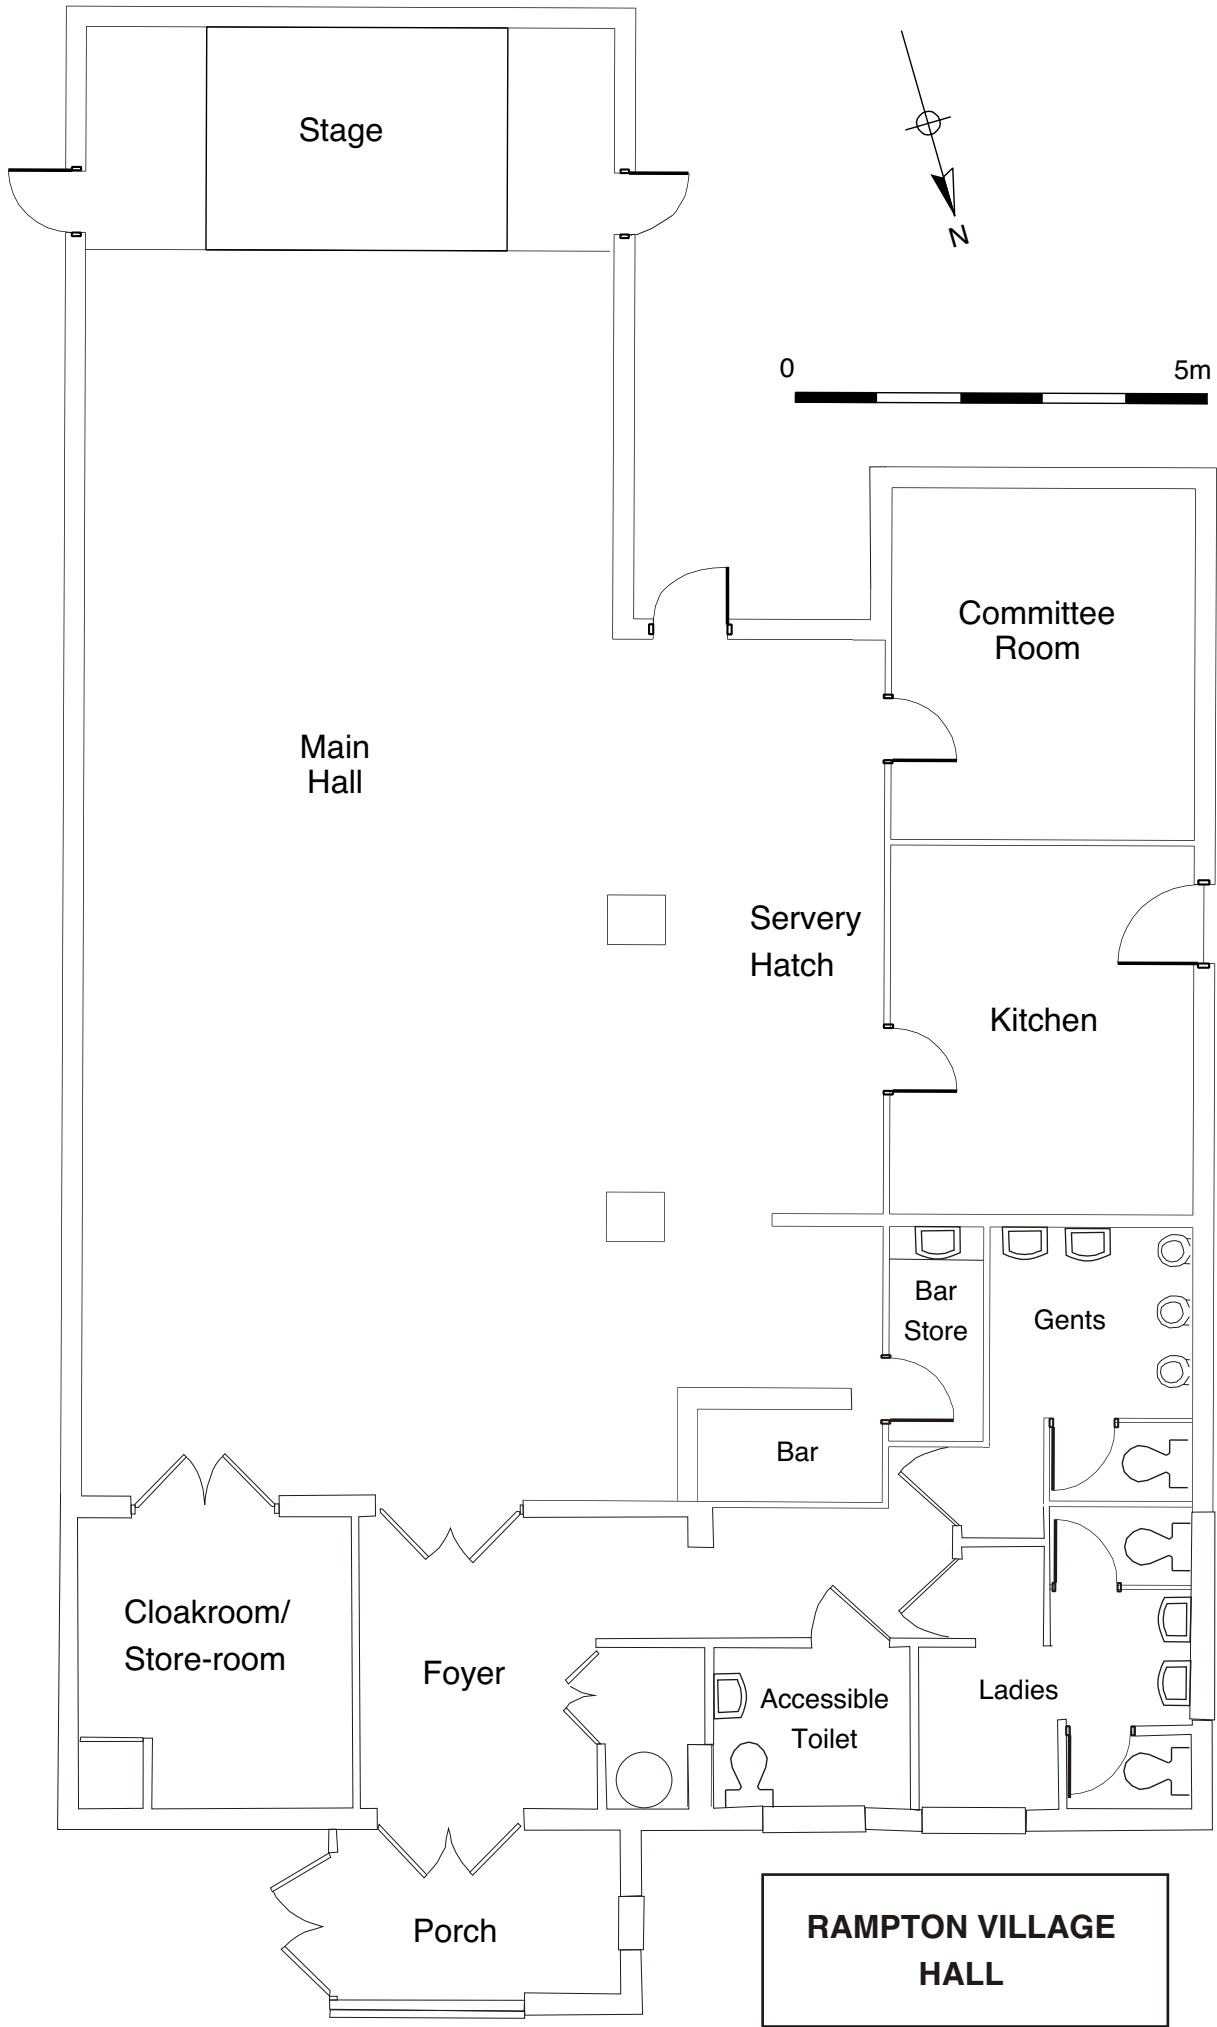 Stage
N
0
5m
Committee
Room
Main
Hall
Servery
Hatch
Kitchen
Bar
Store
Gents
Bar
Cloakroom/
Store-room
Foyer
Accessible
Toilet
Ladies
Porch
RAMPTON VILLAGE
HALL